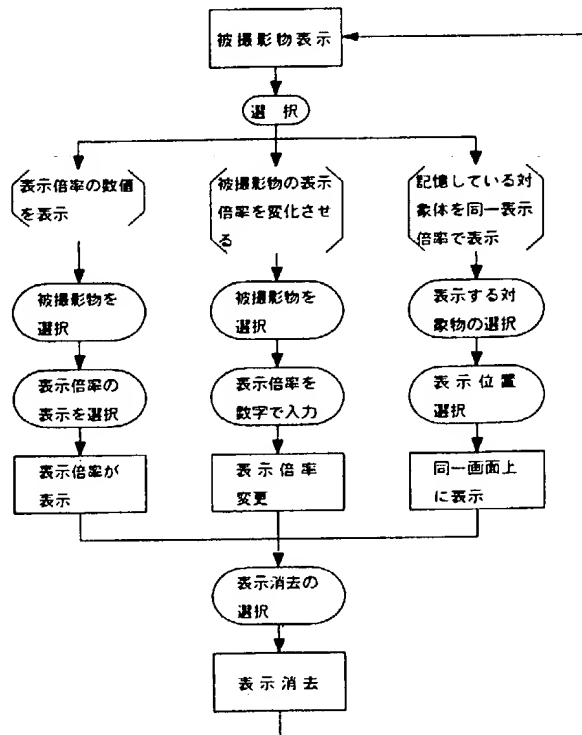 被撮影物表示
選択
表示倍率の数値
を表示
被撮影物の表示
倍率を変化させ
る
記憶している対
象体を同一表示
倍率で表示
被撮影物を
選択
被撮影物を
選択
表示する対
象物の選択
表示倍率の
表示を選択
表示倍率を
数字で入力
表示位置
選択
表示倍率が
表示
表示倍率
変更
同一画面上
に表示
表示消去の
選択
表示消去